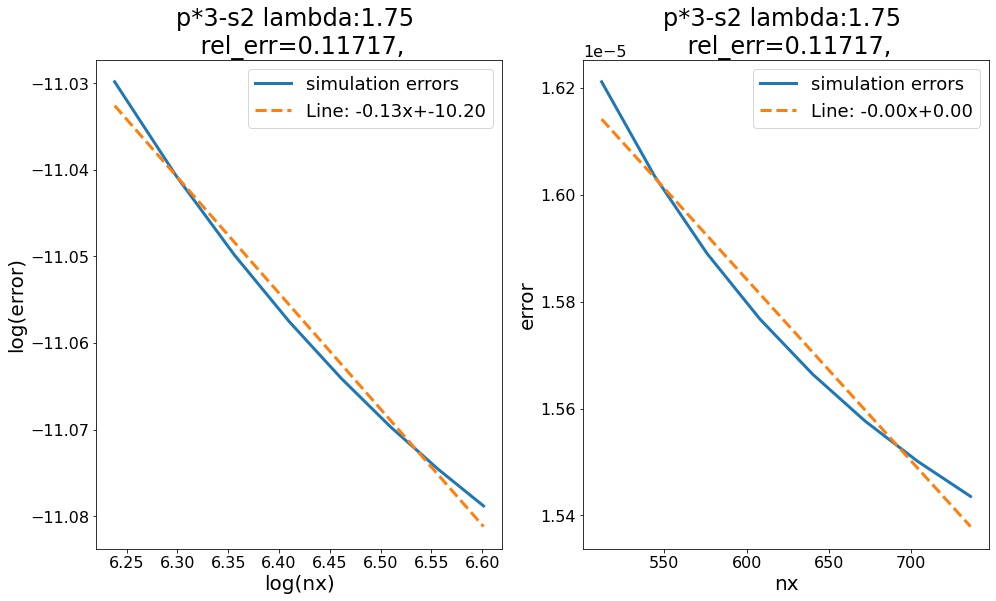 p*3-s2 lambda:1.75
rel_err=0.11717,
simulation errors
Line: -0.13x+-10.20
−11.03
−11.04
−11.05
−11.06
−11.07
−11.08
log(error)
6.25
6.30
6.35
6.40
6.45
6.50
6.55
6.60
log(nx)
p*3-s2 lambda:1.75
rel_err=0.11717,
1e−5
simulation errors
Line: -0.00x+0.00
1.62
1.60
1.58
1.56
1.54
error
550
600
650
700
nx